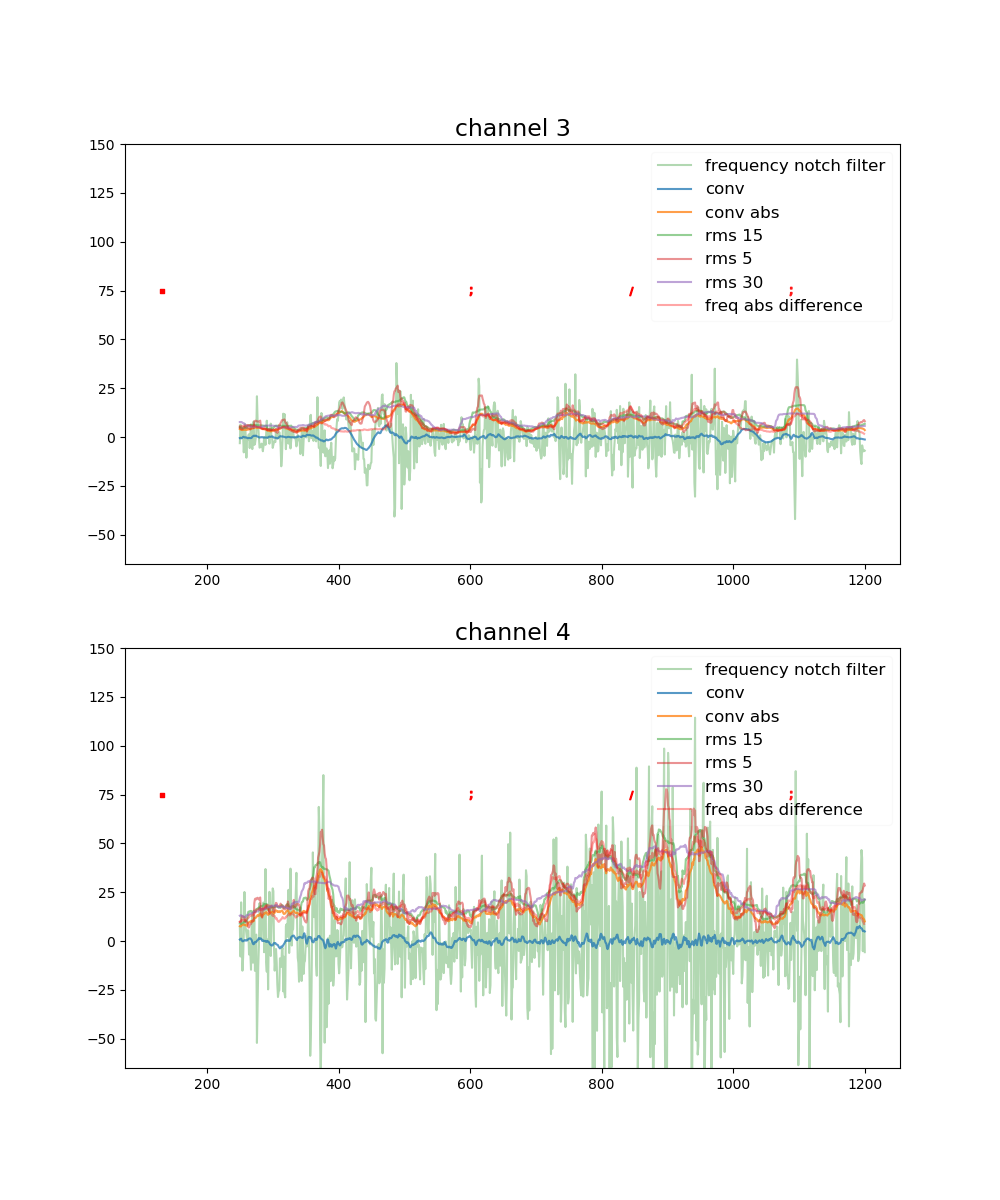 channel 3
150
125
100
75
50
25
0
−25
−50
frequency notch filter
conv
conv abs
rms 15
rms 5
rms 30
freq abs difference
. ; / ;
200 400 600 800 1000 1200
channel 4
150
125
100
75
50
25
0
−25
−50
frequency notch filter
conv
conv abs
rms 15
rms 5
rms 30
freq abs difference
. ; / ;
200 400 600 800 1000 1200